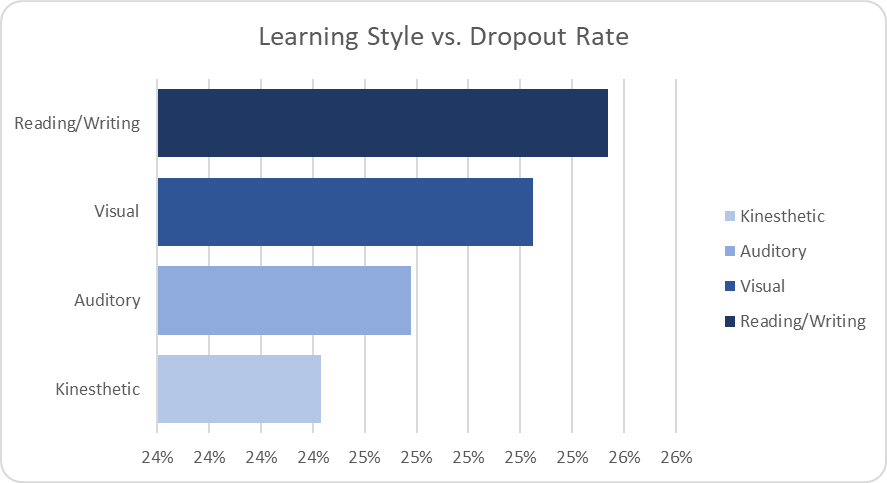 Learning Style vs. Dropout Rate
Reading/Writing
Visual
Auditory
Kinesthetic
24% 24% 24% 24% 25% 25% 25% 25% 25% 26% 26%
Kinesthetic
Auditory
Visual
Reading/Writing